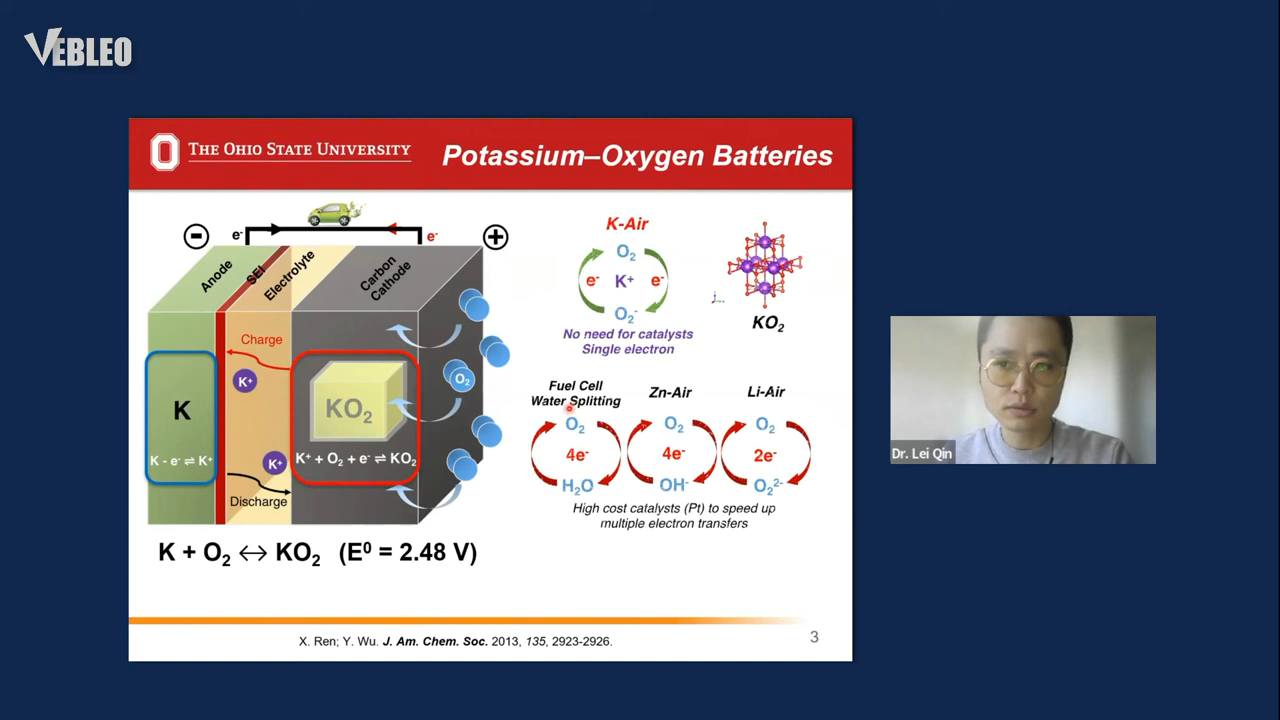 VEBLEO
THE OHIO STATE UNIVERSITY
Potassium–Oxygen Batteries
e-
e-
Anode
SEI
Electrolyte
Carbon
Cathode
Charge
K+
O2
K
KO2
K - e- ⇌ K+
K+
K+ + O2 + e- ⇌ KO2
Discharge
K + O2 ↔ KO2 (E0 = 2.48 V)
K-Air
O2
e- K+ e-
O2-
No need for catalysts
Single electron
KO2
Fuel Cell
Water Splitting
O2
4e-
H2O
Zn-Air
O2
4e-
OH-
Li-Air
O2
2e-
O22-
High cost catalysts (Pt) to speed up
multiple electron transfers
X. Ren; Y. Wu. J. Am. Chem. Soc. 2013, 135, 2923-2926.
3
Dr. Lei Qin